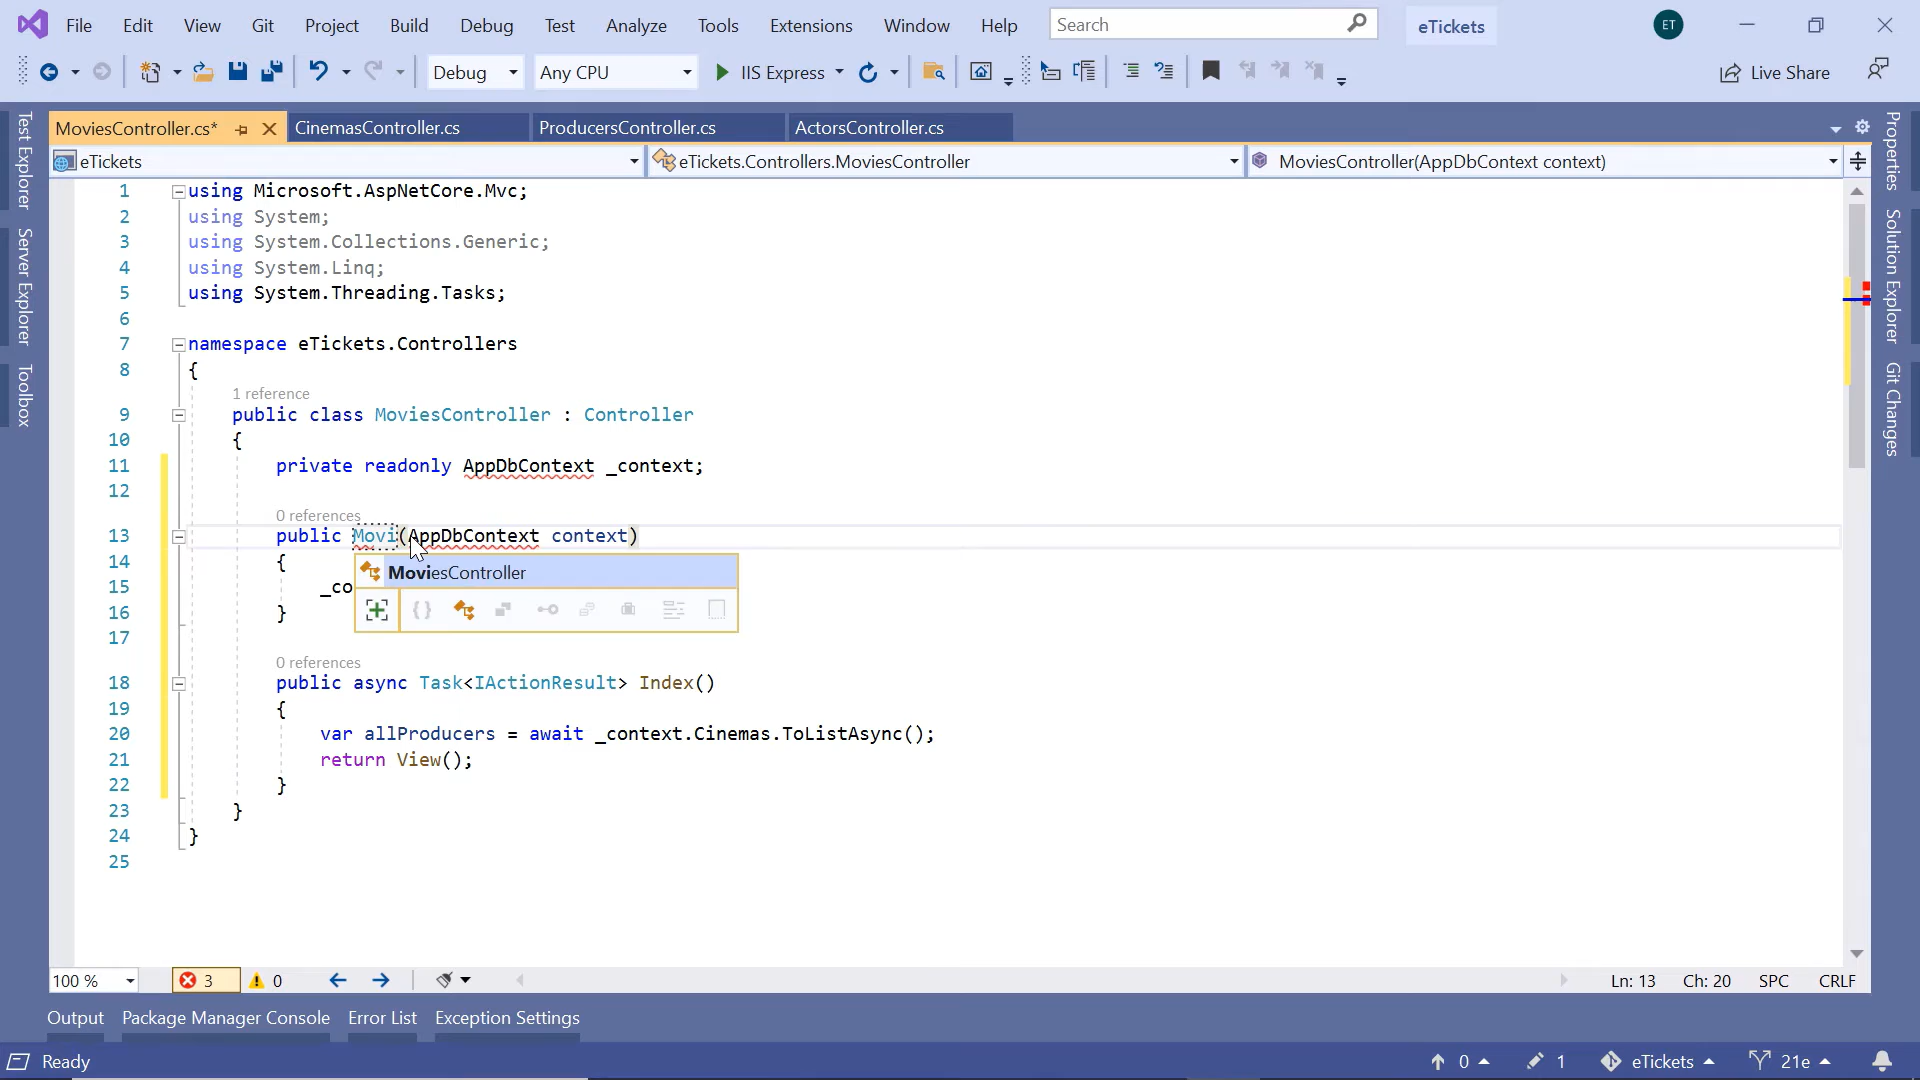 File Edit View Git Project Build Debug Test Analyze Tools Extensions Window Help Search eTickets ET
Debug Any CPU IIS Express Live Share
MoviesController.cs* CinemasController.cs ProducersController.cs ActorsController.cs
eTickets eTickets.Controllers.MoviesController MoviesController(AppDbContext context)
Test Explorer
Server Explorer
Toolbox
Properties
Solution Explorer
Git Changes
1 using Microsoft.AspNetCore.Mvc;
2 using System;
3 using System.Collections.Generic;
4 using System.Linq;
5 using System.Threading.Tasks;
6
7 namespace eTickets.Controllers
8 {
1 reference
9 public class MoviesController : Controller
10 {
11 private readonly AppDbContext _context;
12
0 references
13 public Movi(AppDbContext context)
14 {
MoviesController
15 _co
16 }
17
0 references
18 public async Task<IActionResult> Index()
19 {
20 var allProducers = await _context.Cinemas.ToListAsync();
21 return View();
22 }
23 }
24 }
25
100 % 3 0 Ln: 13 Ch: 20 SPC CRLF
Output Package Manager Console Error List Exception Settings
Ready 0 1 eTickets 21e